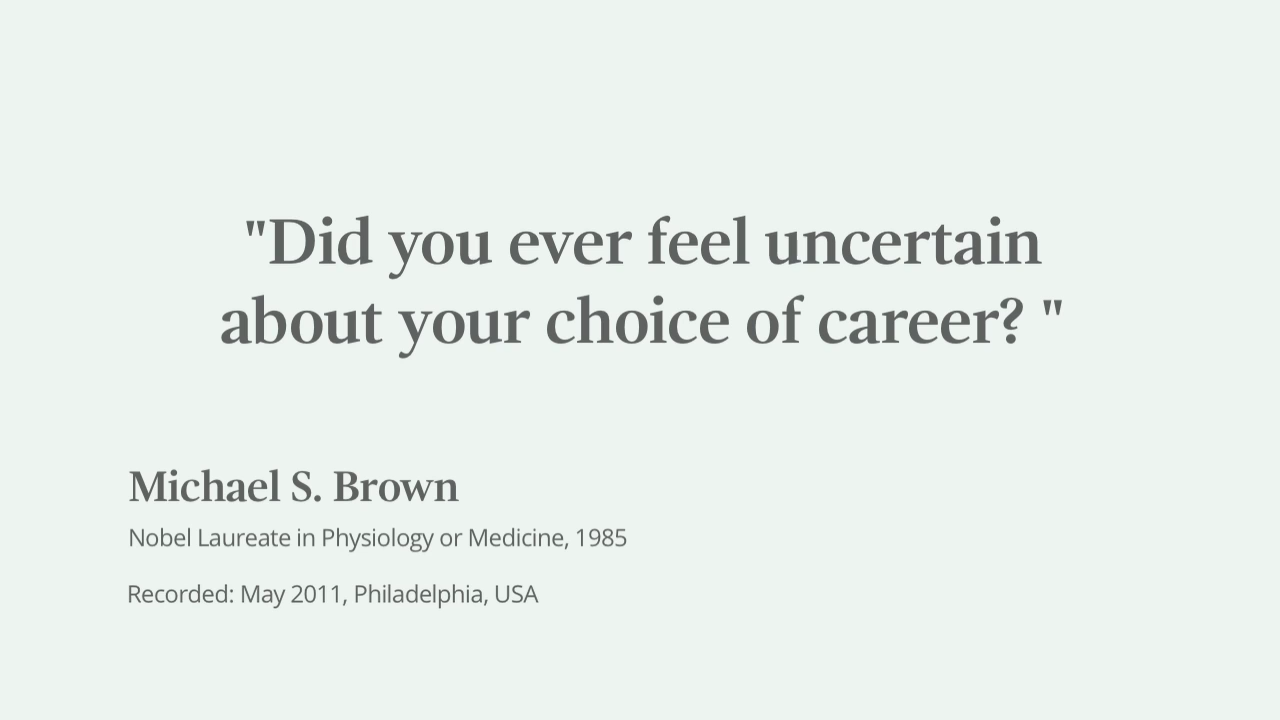 "Did you ever feel uncertain
about your choice of career? "
Michael S. Brown
Nobel Laureate in Physiology or Medicine, 1985
Recorded: May 2011, Philadelphia, USA